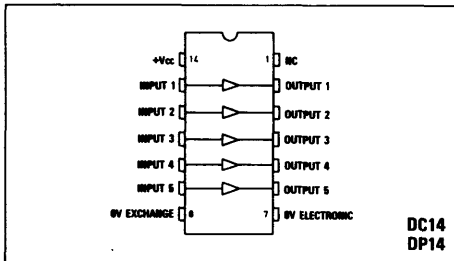 +Vcc 14 1 NC
INPUT 1 OUTPUT 1
INPUT 2 OUTPUT 2
INPUT 3 OUTPUT 3
INPUT 4 OUTPUT 4
INPUT 5 OUTPUT 5
0V EXCHANGE 8 7 0V ELECTRONIC
DC14
DP14